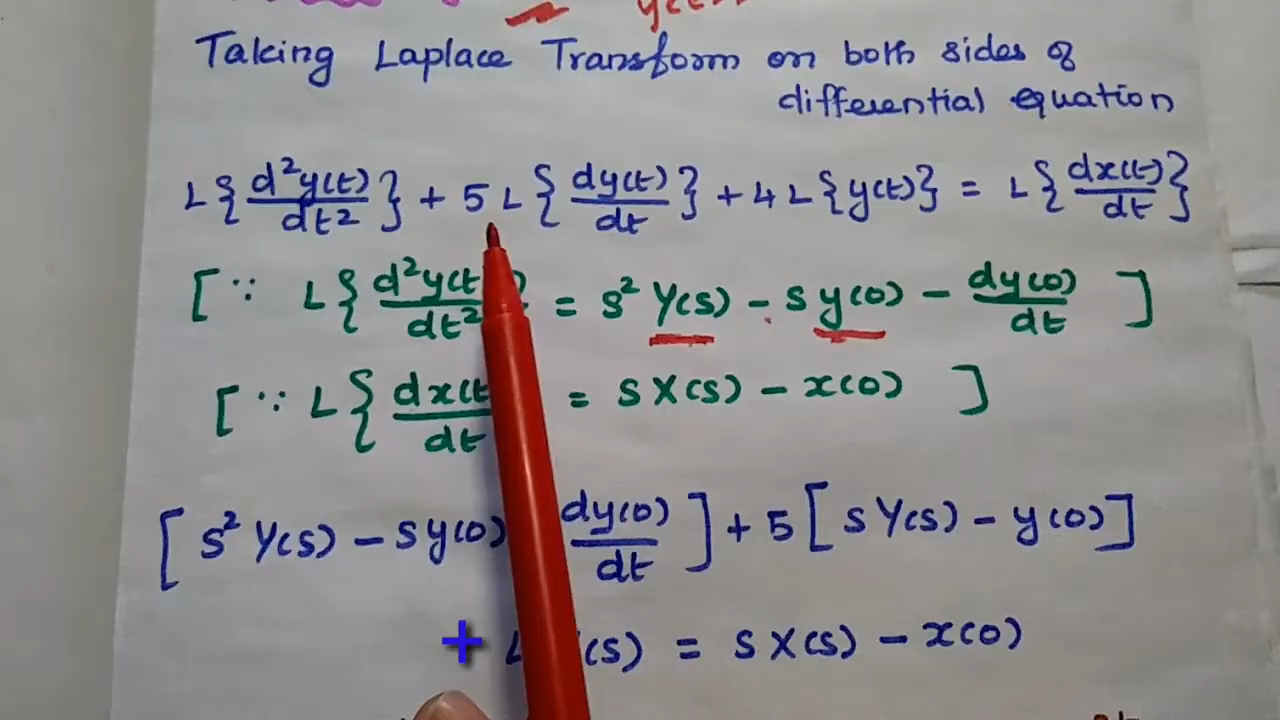 Taking Laplace Transform on both sides of
differential equation
L{d²y(t)/dt²} + 5 L{dy(t)/dt} + 4 L{y(t)} = L{dx(t)/dt}
[∵ L{d²y(t)/dt² = s² Y(s) - s y(0) - dy(0)/dt ]
[∵ L{dx(t)/dt = s X(s) - x(0) ]
[s² Y(s) - s y(0) dy(0)/dt] + 5 [s Y(s) - y(0)]
+ (s) = s X(s) - x(0)